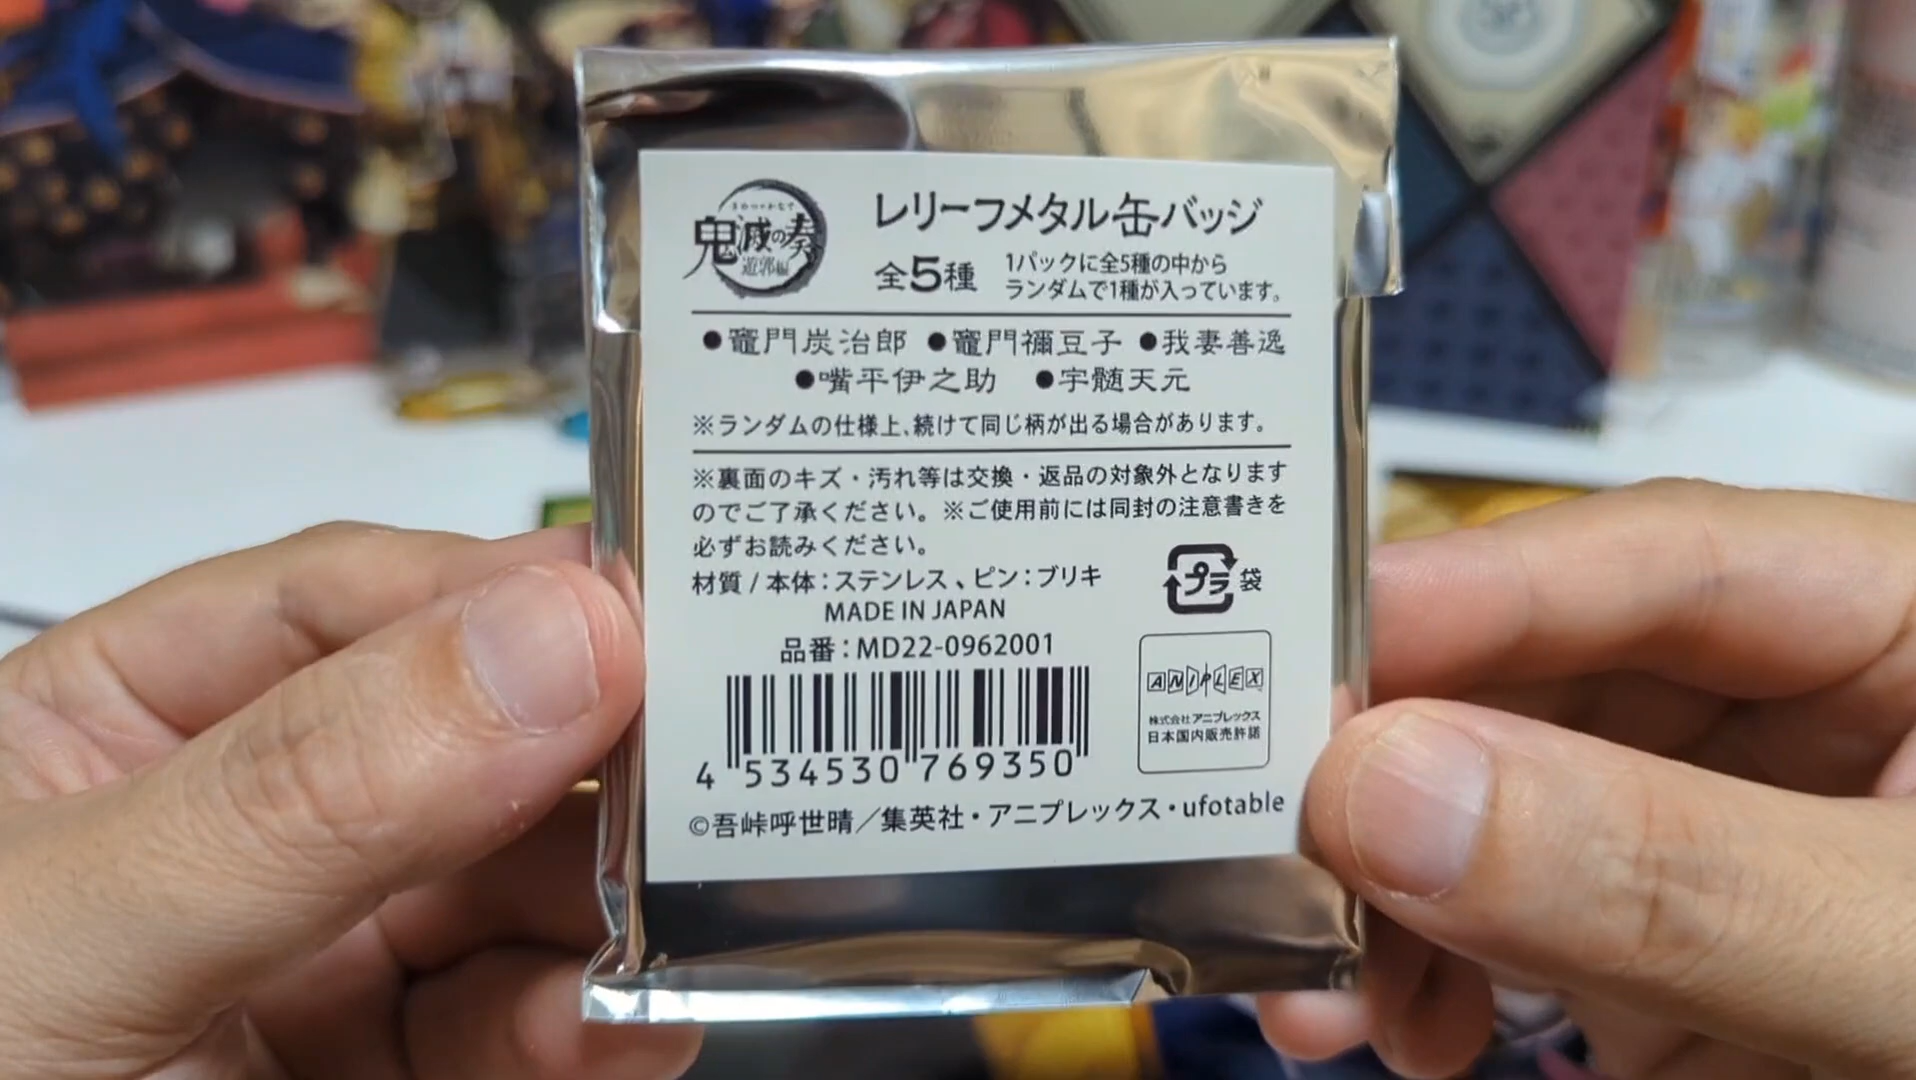 きめつのかなで
鬼滅の奏
遊郭編
レリーフメタル缶バッジ
全5種
1パックに全5種の中から
ランダムで1種が入っています。
●竈門炭治郎 ●竈門禰豆子 ●我妻善逸
●嘴平伊之助 ●宇髄天元
※ランダムの仕様上、続けて同じ柄が出る場合があります。
※裏面のキズ・汚れ等は交換・返品の対象外となります
のでご了承ください。※ご使用前には同封の注意書きを
必ずお読みください。
材質 / 本体：ステンレス、ピン：ブリキ
MADE IN JAPAN
プラ 袋
品番：MD22-0962001
ANIPLEX
株式会社アニプレックス
日本国内販売許諾
4 534530 769350
©吾峠呼世晴／集英社・アニプレックス・ufotable